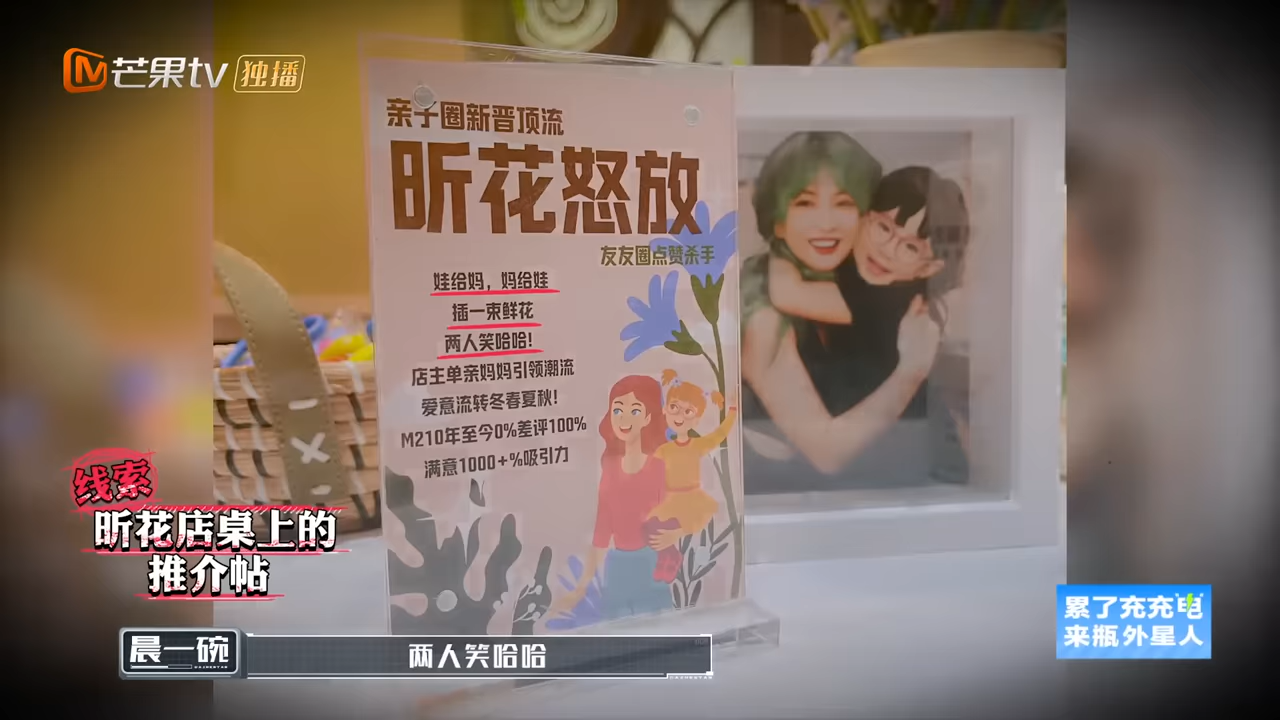 芒果tv 独播
亲子圈新晋顶流
昕花怒放
友友圈点赞杀手
娃给妈，妈给娃
插一束鲜花
两人笑哈哈！
店主单亲妈妈引领潮流
爱意流转冬春夏秋！
M210年至今0%差评100%
满意1000+%吸引力
线索
昕花店桌上的
推介帖
晨一碗
两人笑哈哈
累了充充电
来瓶外星人